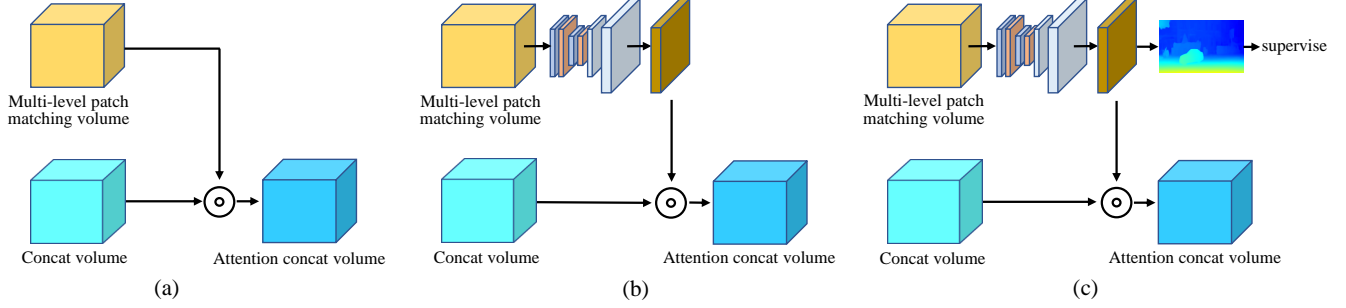 Multi-level patch
matching volume
Concat volume
Attention concat volume
(a)
Multi-level patch
matching volume
Concat volume
Attention concat volume
(b)
supervise
Multi-level patch
matching volume
Concat volume
Attention concat volume
(c)